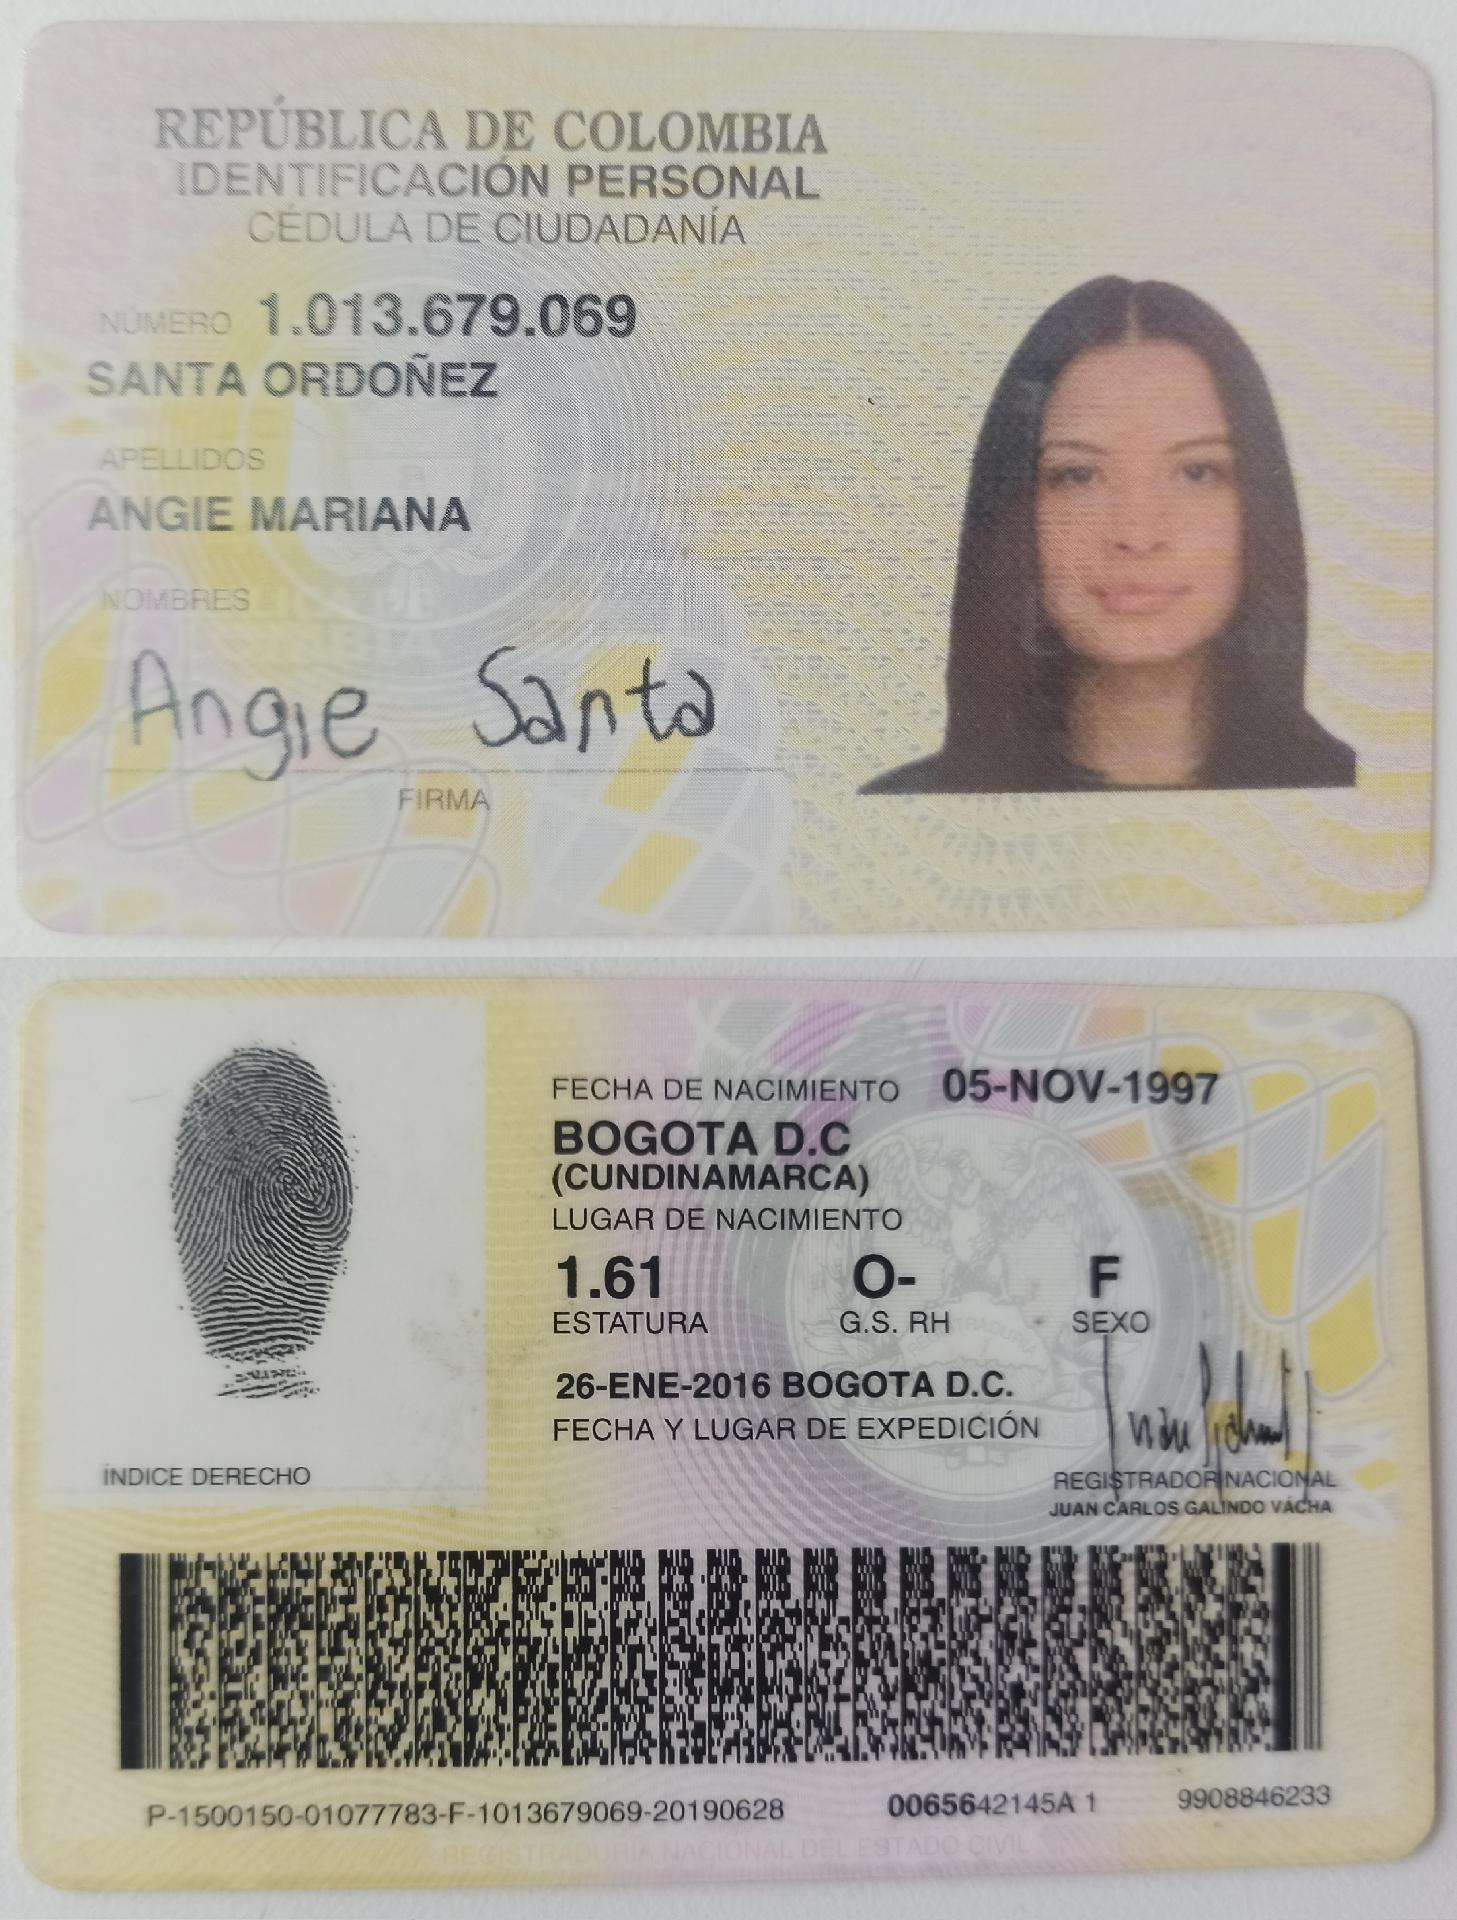 REPÚBLICA DE COLOMBIA
IDENTIFICACIÓN PERSONAL
CÉDULA DE CIUDADANÍA
NÚMERO 1.013.679.069
SANTA ORDOÑEZ
APELLIDOS
ANGIE MARIANA
NOMBRES
Angie Santa
FIRMA
FECHA DE NACIMIENTO 05-NOV-1997
BOGOTA D.C
(CUNDINAMARCA)
LUGAR DE NACIMIENTO
1.61 O- F
ESTATURA G.S. RH SEXO
26-ENE-2016 BOGOTA D.C.
FECHA Y LUGAR DE EXPEDICIÓN
ÍNDICE DERECHO
REGISTRADOR NACIONAL
JUAN CARLOS GALINDO VÁCHA
P-1500150-01077783-F-1013679069-20190628 0065642145A 1 9908846233
REGISTRADURÍA NACIONAL DEL ESTADO CIVIL